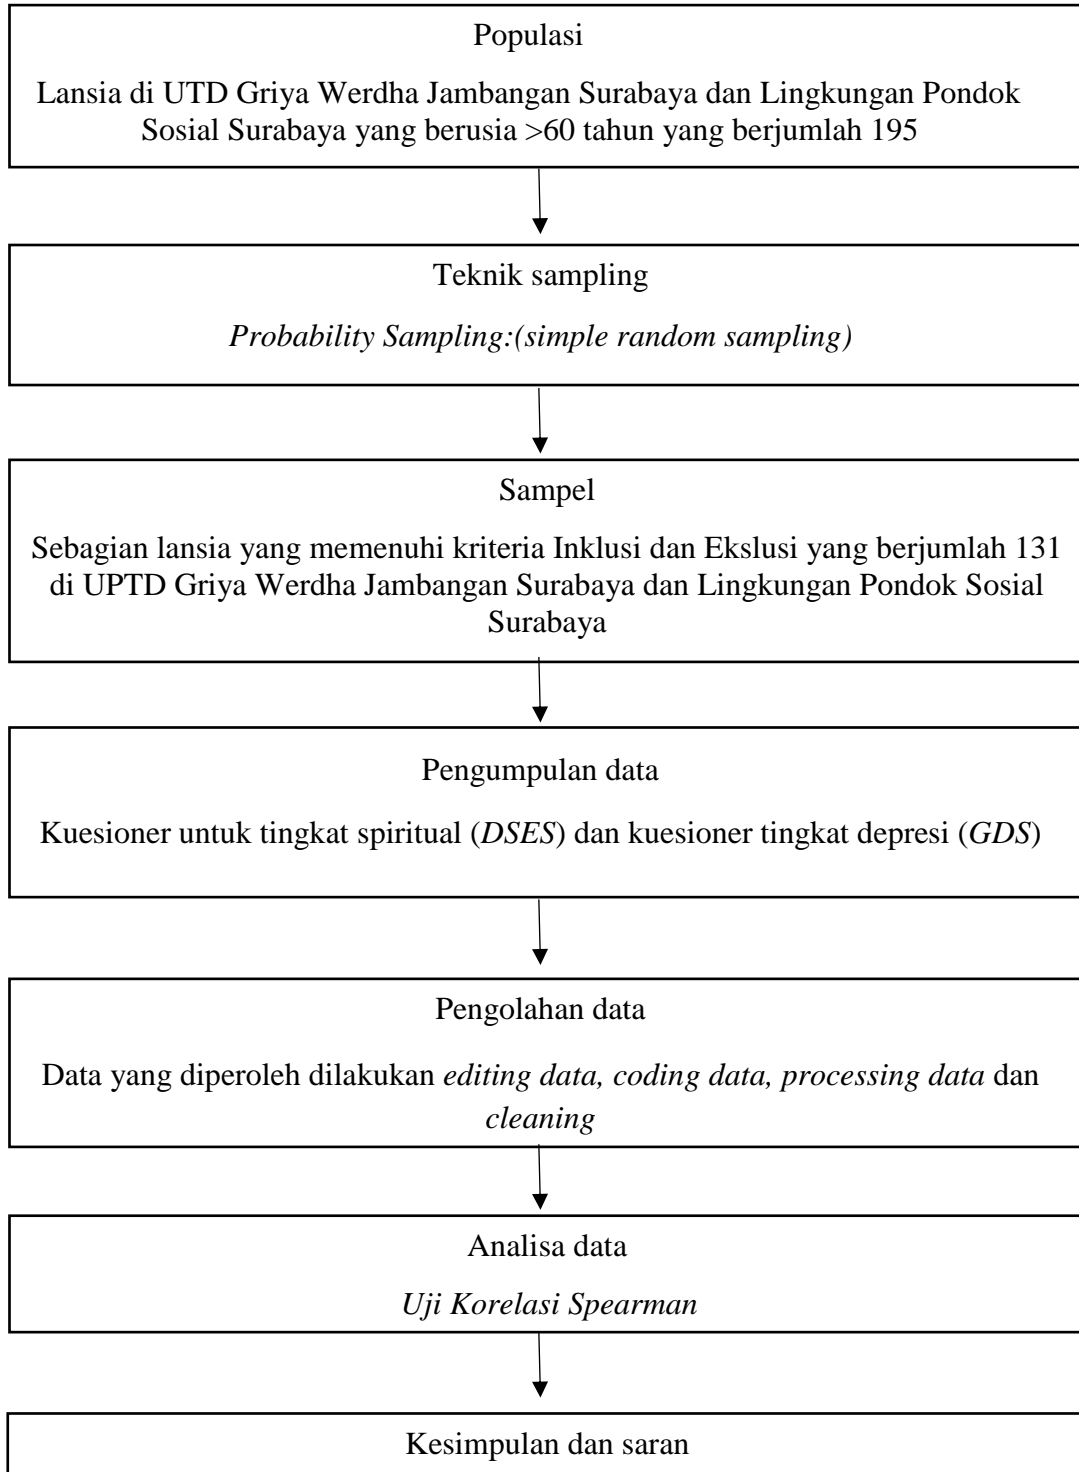 Populasi
Lansia di UTD Griya Werdha Jambangan Surabaya dan Lingkungan Pondok
Sosial Surabaya yang berusia >60 tahun yang berjumlah 195
Teknik sampling
Probability Sampling:(simple random sampling)
Sampel
Sebagian lansia yang memenuhi kriteria Inklusi dan Ekslusi yang berjumlah 131
di UPTD Griya Werdha Jambangan Surabaya dan Lingkungan Pondok Sosial
Surabaya
Pengumpulan data
Kuesioner untuk tingkat spiritual (DSES) dan kuesioner tingkat depresi (GDS)
Pengolahan data
Data yang diperoleh dilakukan editing data, coding data, processing data dan
cleaning
Analisa data
Uji Korelasi Spearman
Kesimpulan dan saran